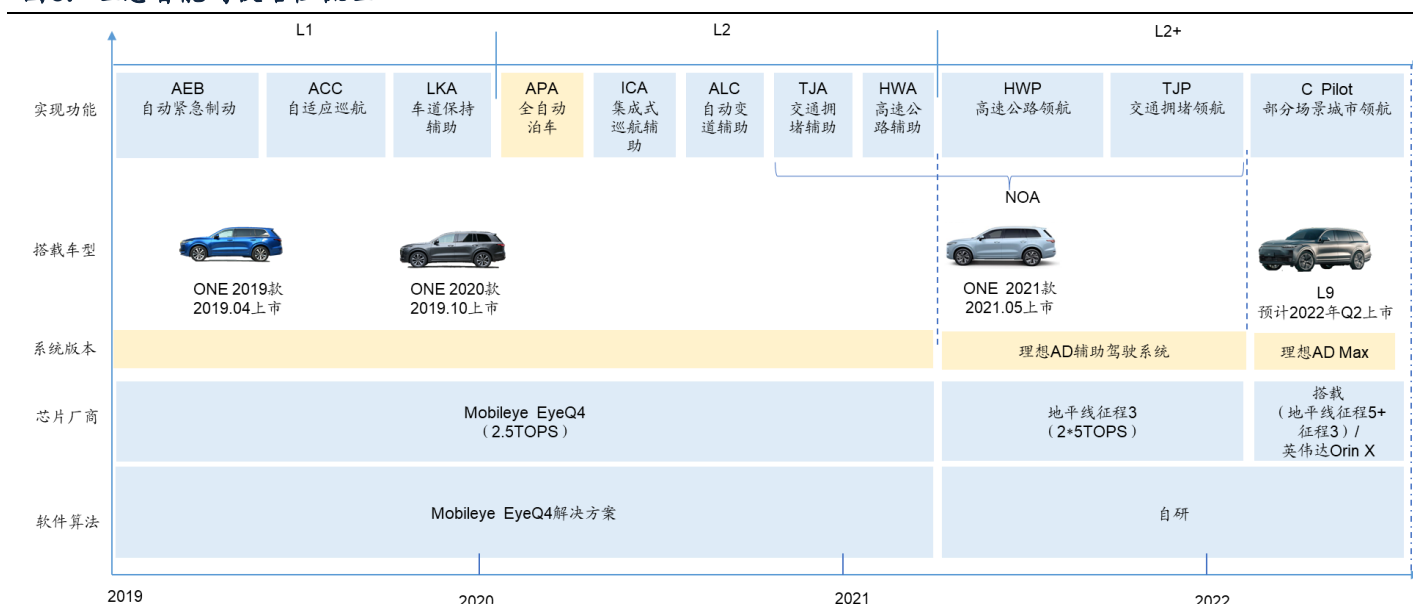 L1 L2 L2+
实现功能
AEB
自动紧急制动
ACC
自适应巡航
LKA
车道保持
辅助
APA
全自动
泊车
ICA
集成式
巡航辅
助
ALC
自动变
道辅助
TJA
交通拥
堵辅助
HWA
高速公
路辅助
HWP
高速公路领航
TJP
交通拥堵领航
C Pilot
部分场景城市领航
NOA
搭载车型
ONE 2019款
2019.04上市
ONE 2020款
2019.10上市
ONE 2021款
2021.05上市
L9
预计2022年Q2上市
系统版本
理想AD辅助驾驶系统
理想AD Max
芯片厂商
Mobileye EyeQ4
(2.5TOPS)
地平线征程3
(2*5TOPS)
搭载
(地平线征程5+
征程3)/
英伟达Orin X
软件算法
Mobileye EyeQ4解决方案
自研
2019 2020 2021 2022